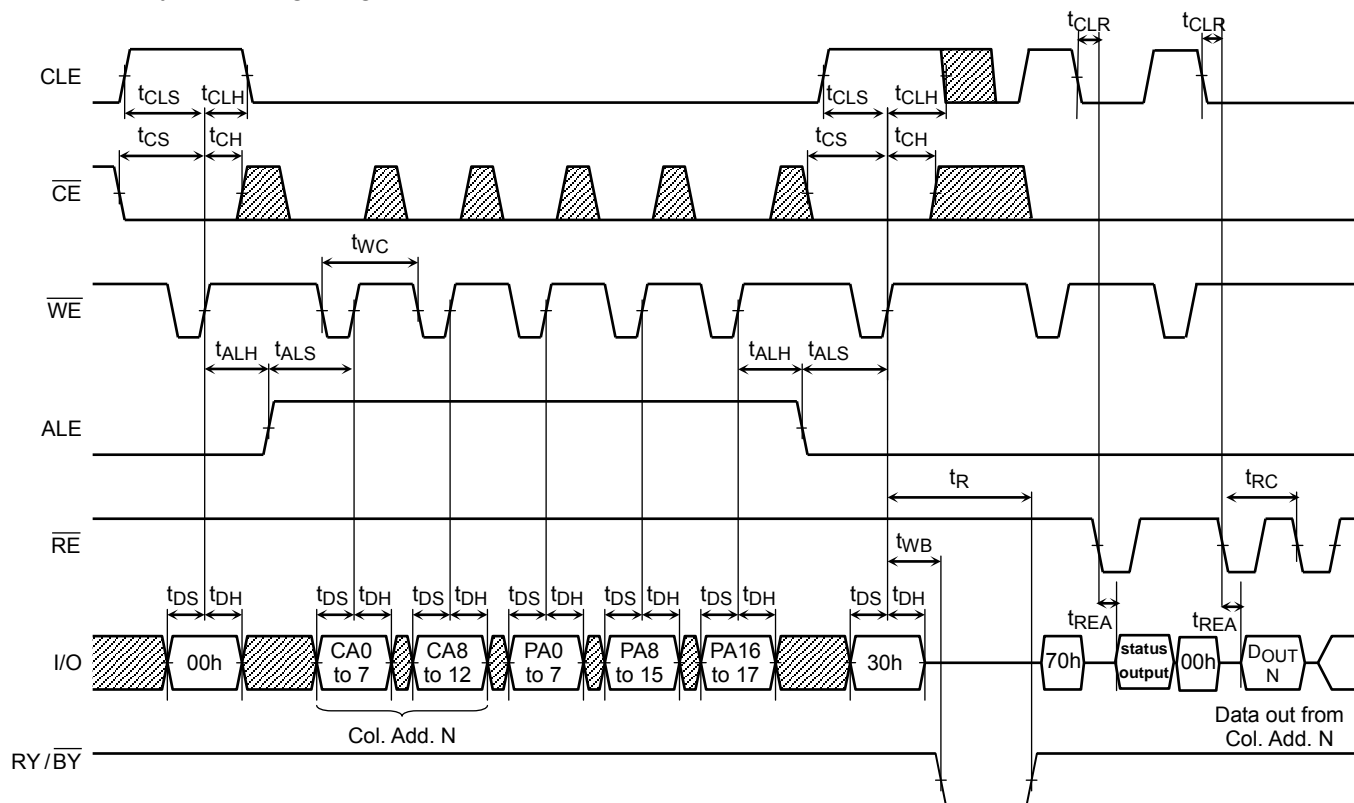 tCLR tCLR
CLE
tCLS tCLH tCLS tCLH
tCS tCH tCS tCH
CE
tWC
WE
tALH tALS tALH tALS
ALE
tR tRC
RE
tWB
tDS tDH tDS tDH tDS tDH tDS tDH tDS tDH tDS tDH tDS tDH
tREA tREA
I/O
00h
CA0 to 7
CA8 to 12
PA0 to 7
PA8 to 15
PA16 to 17
30h
70h
status output
00h
DOUT N
Col. Add. N
Data out from
Col. Add. N
RY/BY